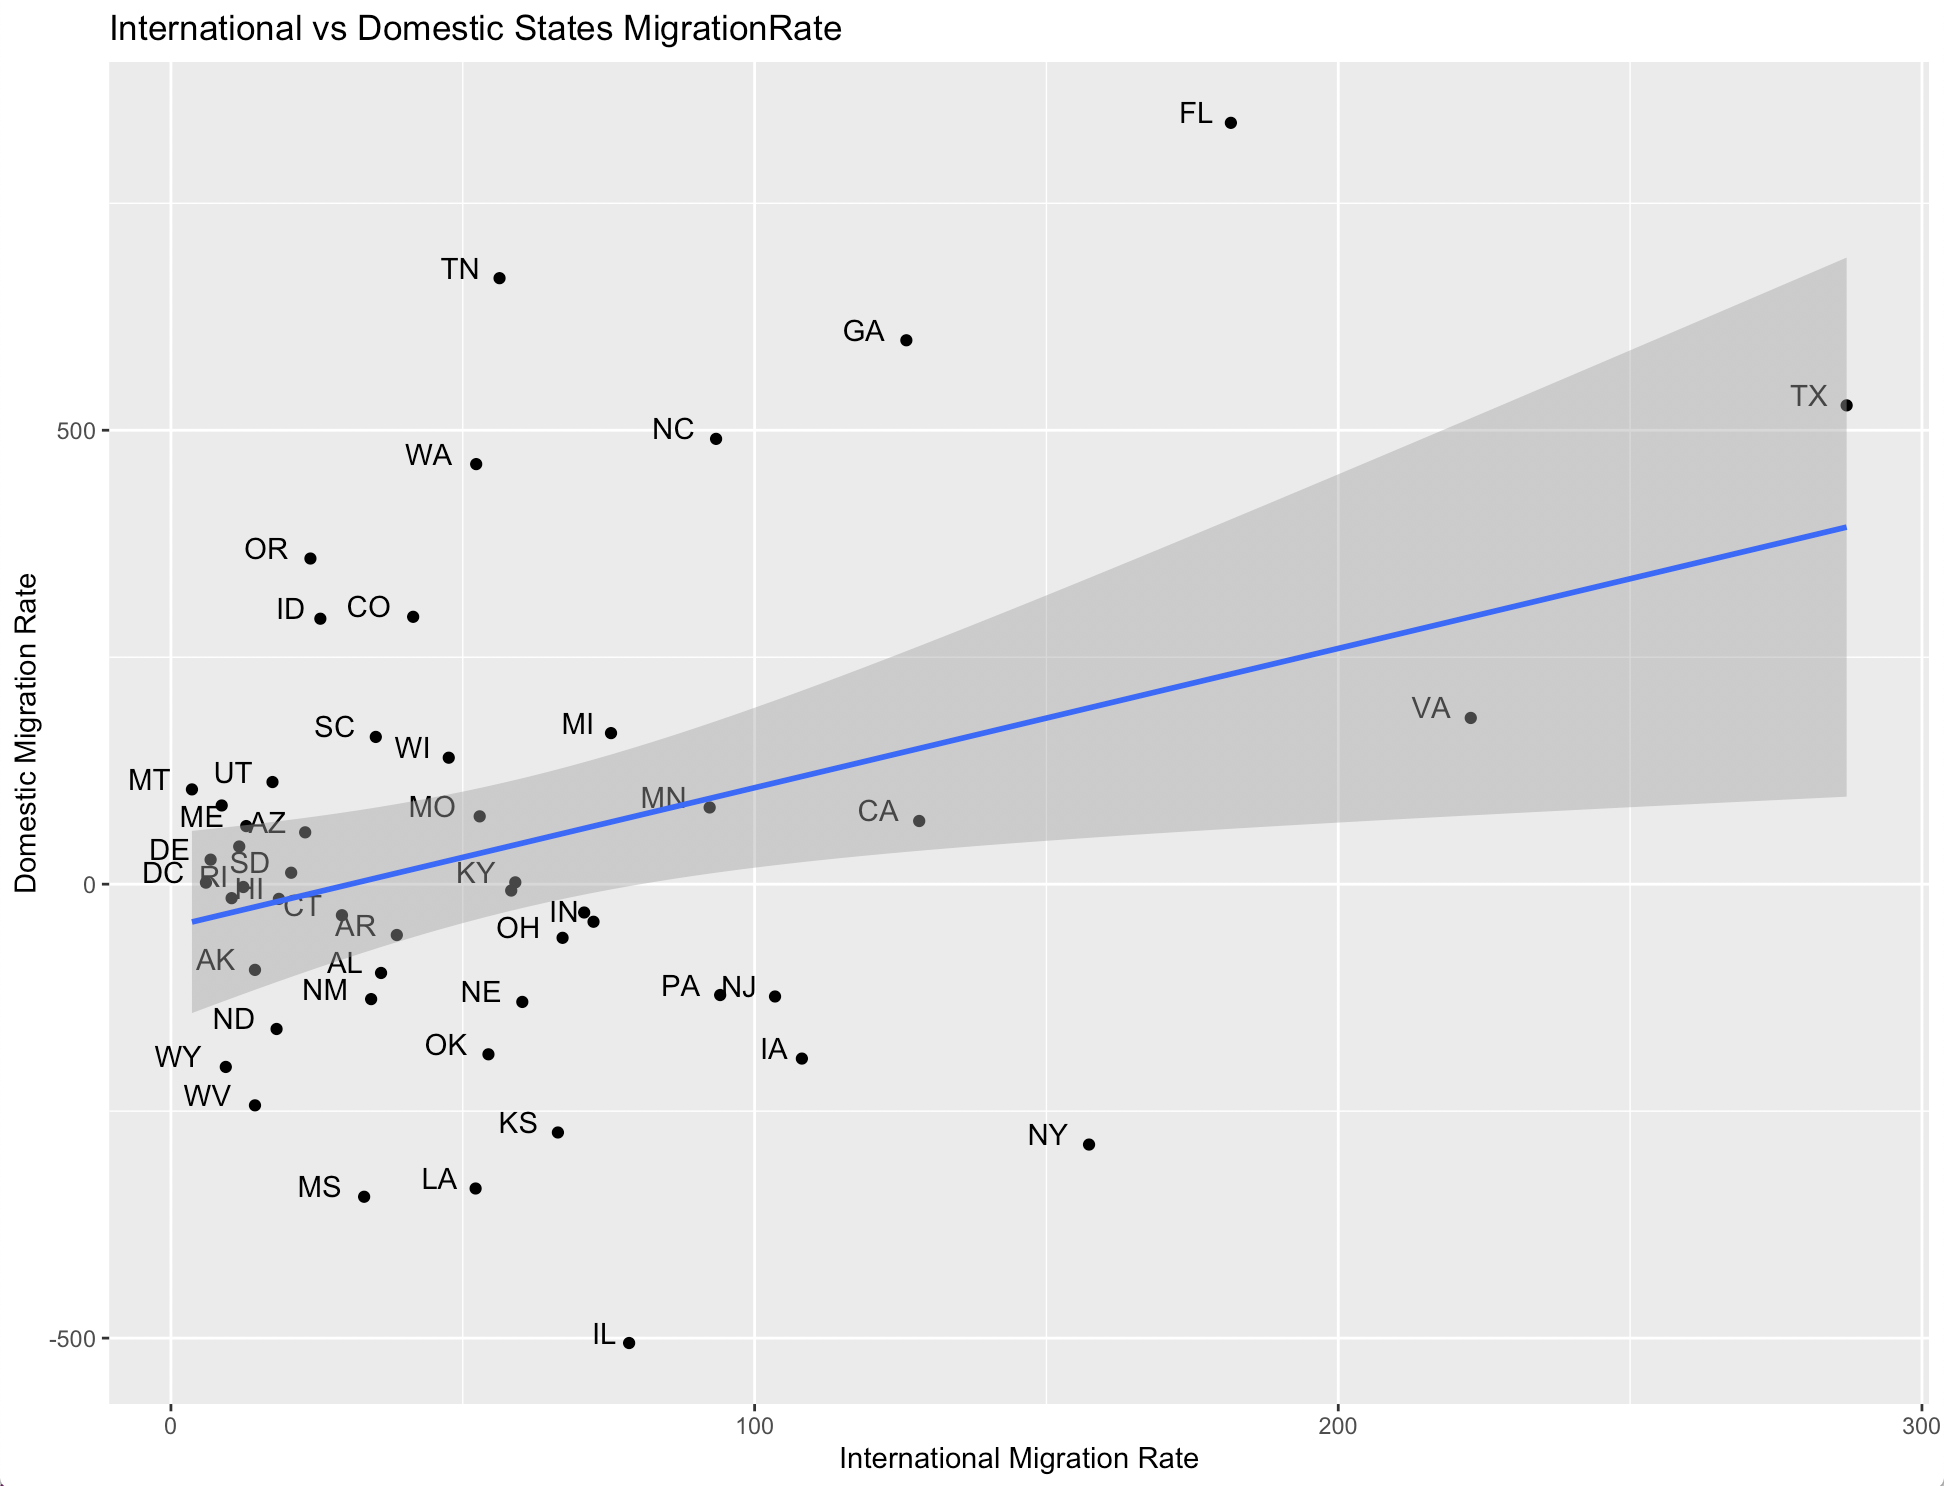 International vs Domestic States MigrationRate
FL
TN
GA
TX
NC
WA
OR
ID
CO
SC
MI
WI
VA
MT
UT
MN
MO
CA
ME
AZ
DE
SD
DC
RI
KY
HI
CT
IN
AR
OH
AK
AL
NM
NE
PA
NJ
ND
OK
IA
WY
WV
KS
NY
LA
MS
IL
500
0
-500
Domestic Migration Rate
0
100
200
300
International Migration Rate